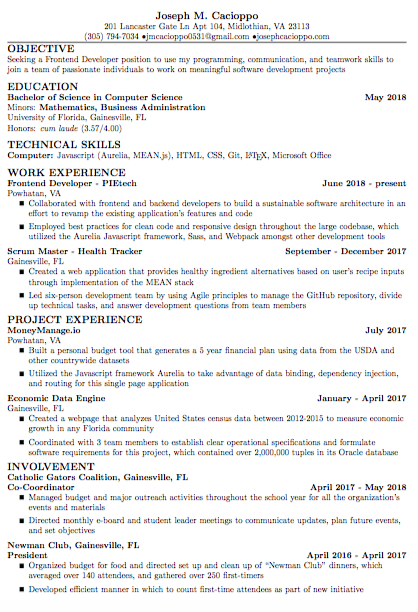 Joseph M. Cacioppo
201 Lancaster Gate Ln Apt 104, Midlothian, VA 23113
(305) 794-7034 •jmcacioppo0531@gmail.com •josephcacioppo.com
OBJECTIVE
Seeking a Frontend Developer position to use my programming, communication, and teamwork skills to
join a team of passionate individuals to work on meaningful software development projects
EDUCATION
Bachelor of Science in Computer Science May 2018
Minors: Mathematics, Business Administration
University of Florida, Gainesville, FL
Honors: cum laude (3.57/4.00)
TECHNICAL SKILLS
Computer: Javascript (Aurelia, MEAN.js), HTML, CSS, Git, LATEX, Microsoft Office
WORK EXPERIENCE
Frontend Developer - PIEtech June 2018 - present
Powhatan, VA
■ Collaborated with frontend and backend developers to build a sustainable software architecture in an
effort to revamp the existing application's features and code
■ Employed best practices for clean code and responsive design throughout the large codebase, which
utilized the Aurelia Javascript framework, Sass, and Webpack amongst other development tools
Scrum Master - Health Tracker September - December 2017
Gainesville, FL
■ Created a web application that provides healthy ingredient alternatives based on user's recipe inputs
through implementation of the MEAN stack
■ Led six-person development team by using Agile principles to manage the GitHub repository, divide
up technical tasks, and answer development questions from team members
PROJECT EXPERIENCE
MoneyManage.io July 2017
Powhatan, VA
■ Built a personal budget tool that generates a 5 year financial plan using data from the USDA and
other countrywide datasets
■ Utilized the Javascript framework Aurelia to take advantage of data binding, dependency injection,
and routing for this single page application
Economic Data Engine January - April 2017
Gainesville, FL
■ Created a webpage that analyzes United States census data between 2012-2015 to measure economic
growth in any Florida community
■ Coordinated with 3 team members to establish clear operational specifications and formulate
software requirements for this project, which contained over 2,000,000 tuples in its Oracle database
INVOLVEMENT
Catholic Gators Coalition, Gainesville, FL
Co-Coordinator April 2017 - May 2018
■ Managed budget and major outreach activities throughout the school year for all the organization's
events and materials
■ Directed monthly e-board and student leader meetings to communicate updates, plan future events,
and set objectives
Newman Club, Gainesville, FL
President April 2016 - April 2017
■ Organized budget for food and directed set up and clean up of "Newman Club" dinners, which
averaged over 140 attendees, and gathered over 250 first-timers
■ Developed efficient manner in which to count first-time attendees as part of new initiative